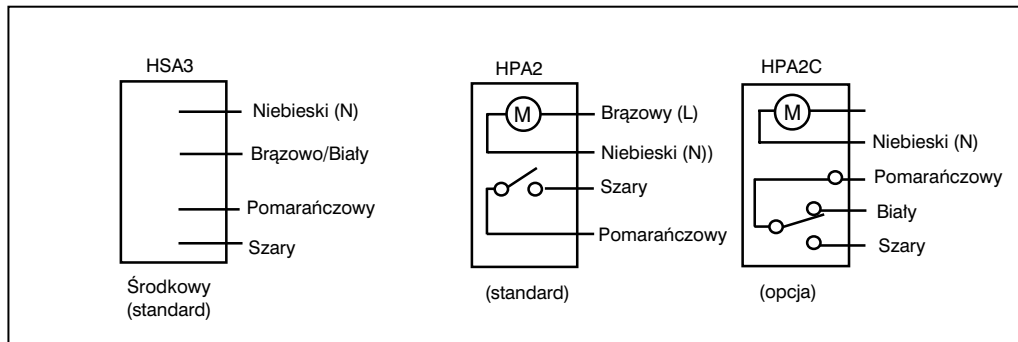 HSA3
Niebieski (N)
Brązowo/Biały
Pomarańczowy
Szary
Środkowy
(standard)
HPA2
M
Brązowy (L)
Niebieski (N))
Szary
Pomarańczowy
(standard)
HPA2C
M
Niebieski (N)
Pomarańczowy
Biały
Szary
(opcja)